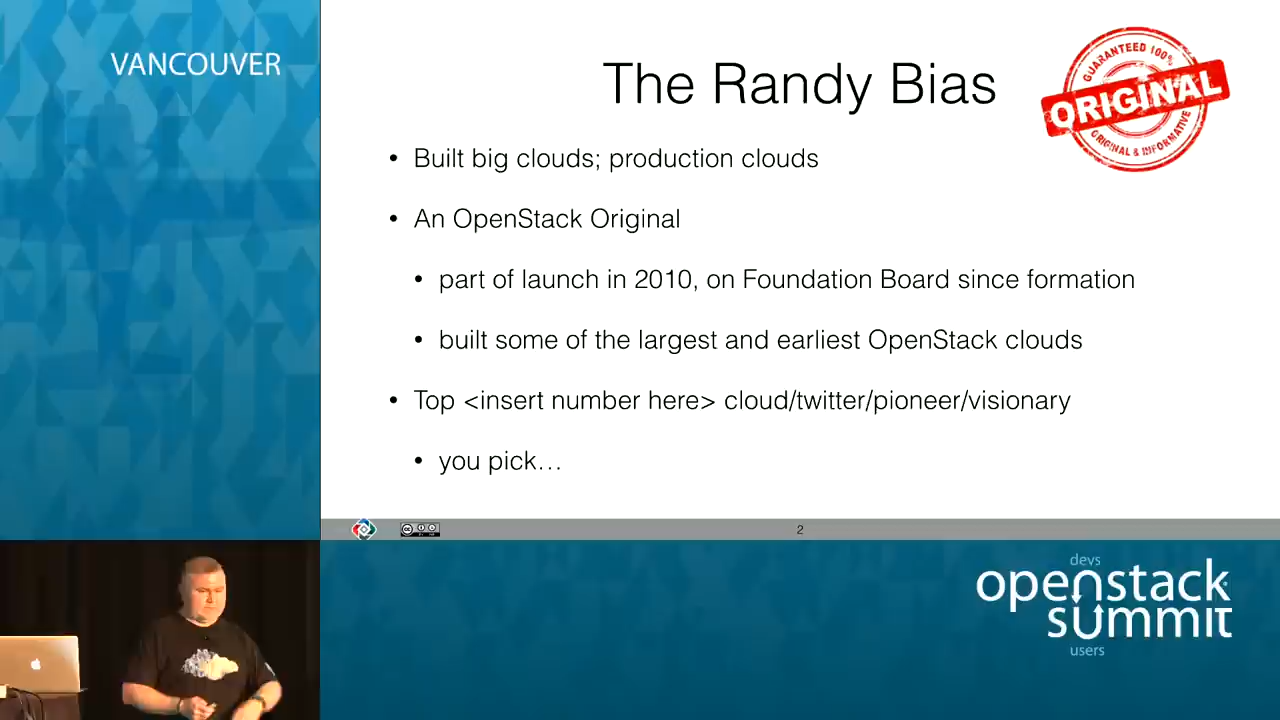 VANCOUVER
The Randy Bias
GUARANTEED 100%
ORIGINAL
ORIGINAL & INFORMATIVE
• Built big clouds; production clouds
• An OpenStack Original
• part of launch in 2010, on Foundation Board since formation
• built some of the largest and earliest OpenStack clouds
• Top <insert number here> cloud/twitter/pioneer/visionary
• you pick…
2
devs
openstack
summit
users